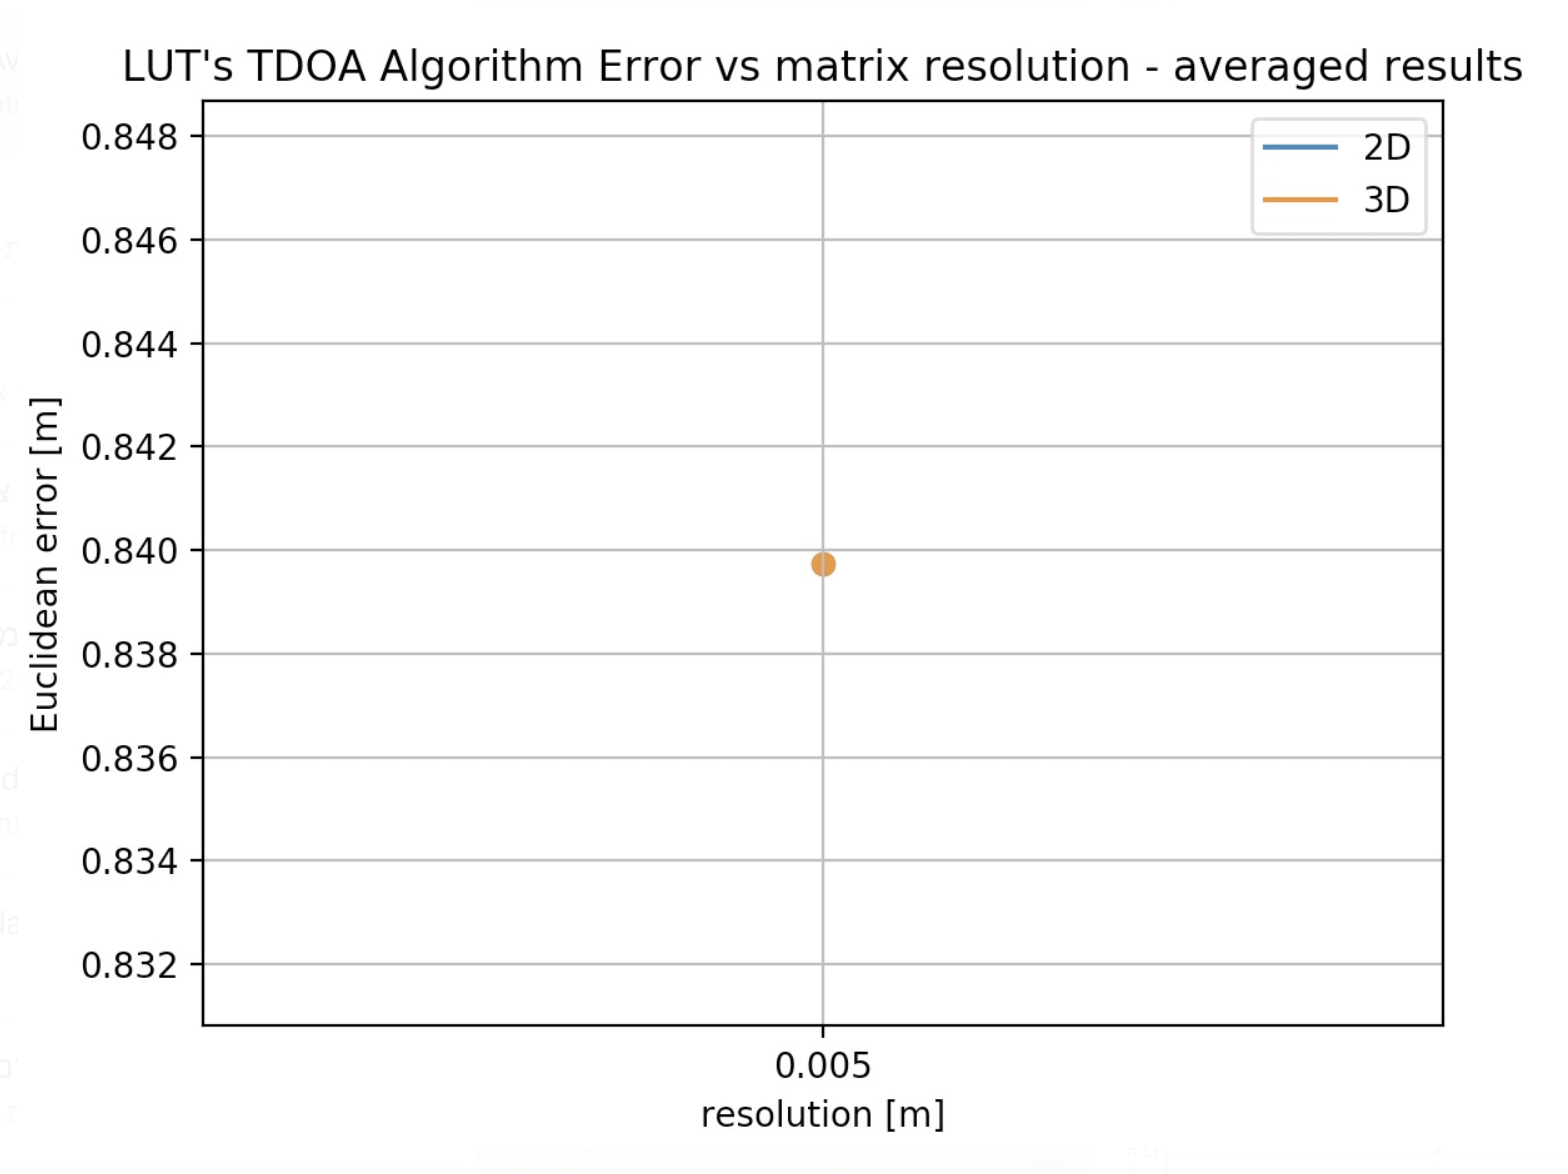 LUT's TDOA Algorithm Error vs matrix resolution - averaged results
0.848
0.846
0.844
0.842
0.840
0.838
0.836
0.834
0.832
Euclidean error [m]
2D
3D
0.005
resolution [m]